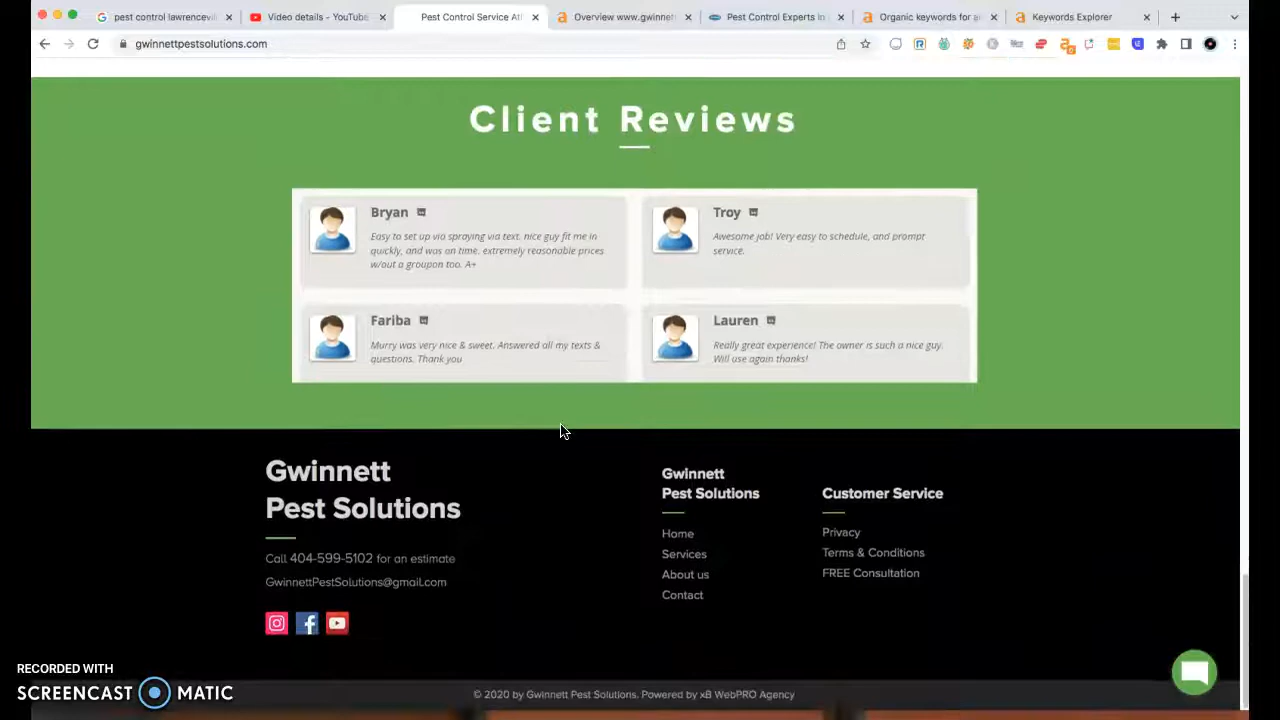 pest control lawrencevil
Video details - YouTube
Pest Control Service Atl
Overview www.gwinnett
Pest Control Experts in
Organic keywords for a
Keywords Explorer
gwinnettpestsolutions.com
Client Reviews
Bryan
Easy to set up via spraying via text. nice guy fit me in
quickly, and was on time. extremely reasonable prices
w/out a groupon too. A+
Troy
Awesome job! Very easy to schedule, and prompt
service.
Fariba
Murry was very nice & sweet. Answered all my texts &
questions. Thank you
Lauren
Really great experience! The owner is such a nice guy.
Will use again thanks!
Gwinnett
Pest Solutions
Call 404-599-5102 for an estimate
GwinnettPestSolutions@gmail.com
Gwinnett
Pest Solutions
Home
Services
About us
Contact
Customer Service
Privacy
Terms & Conditions
FREE Consultation
© 2020 by Gwinnett Pest Solutions. Powered by xB WebPRO Agency
RECORDED WITH
SCREENCAST MATIC